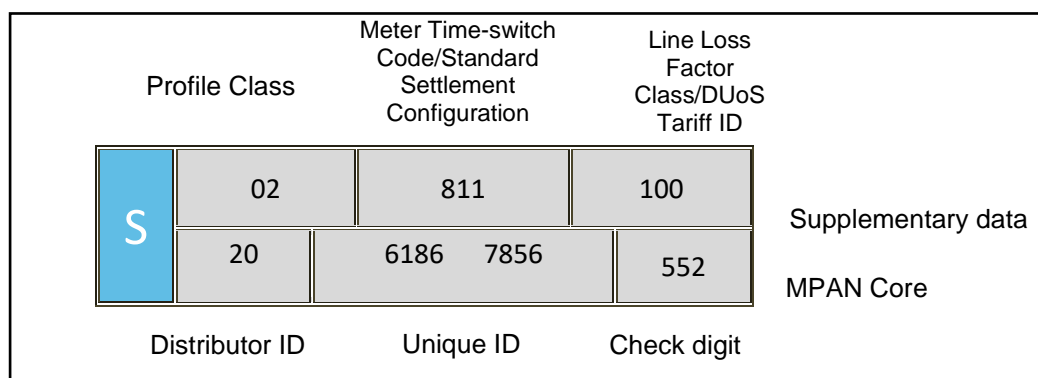 Profile Class
Meter Time-switch
Code/Standard
Settlement
Configuration
Line Loss
Factor
Class/DUoS
Tariff ID
S
02 811 100
Supplementary data
20 6186 7856 552
MPAN Core
Distributor ID Unique ID Check digit